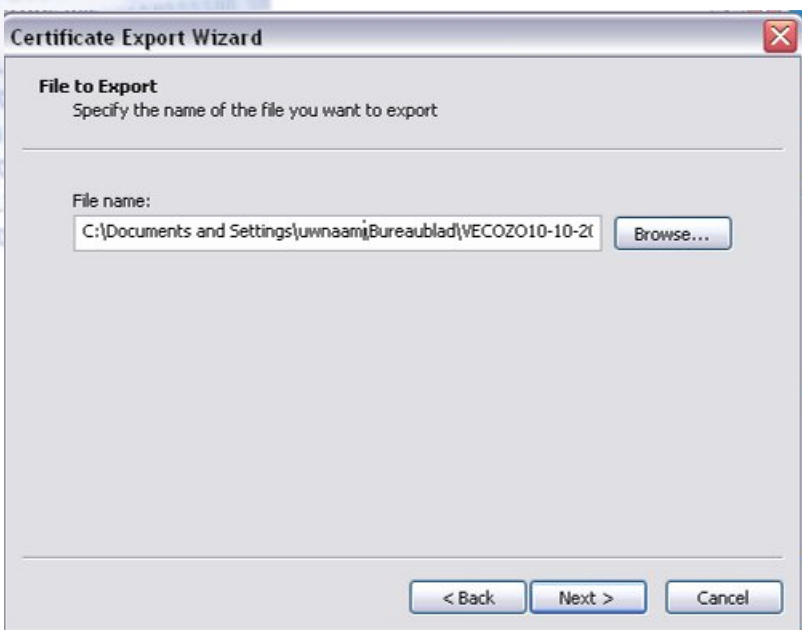 Certificate Export Wizard
File to Export
Specify the name of the file you want to export
File name:
C:\Documents and Settings\uwnaam\Bureaublad\VECOZO10-10-20
Browse...
< Back
Next >
Cancel